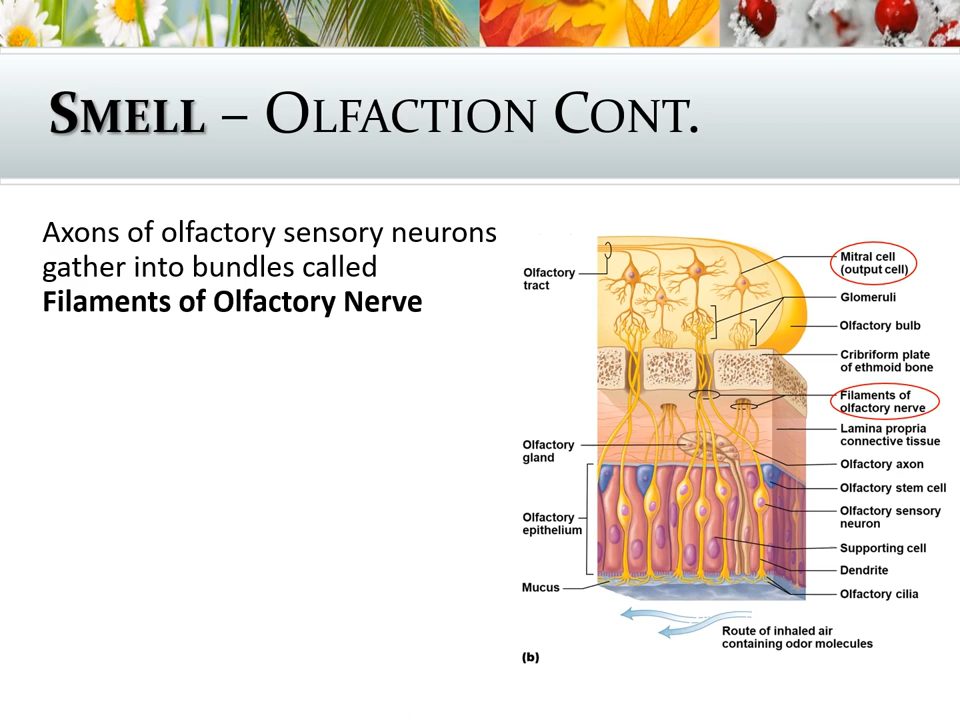 SMELL – OLFACTION CONT.
Axons of olfactory sensory neurons
gather into bundles called
Filaments of Olfactory Nerve
Olfactory
tract
Olfactory
gland
Olfactory
epithelium
Mucus
Mitral cell
(output cell)
Glomeruli
Olfactory bulb
Cribriform plate
of ethmoid bone
Filaments of
olfactory nerve
Lamina propria
connective tissue
Olfactory axon
Olfactory stem cell
Olfactory sensory
neuron
Supporting cell
Dendrite
Olfactory cilia
Route of inhaled air
containing odor molecules
(b)